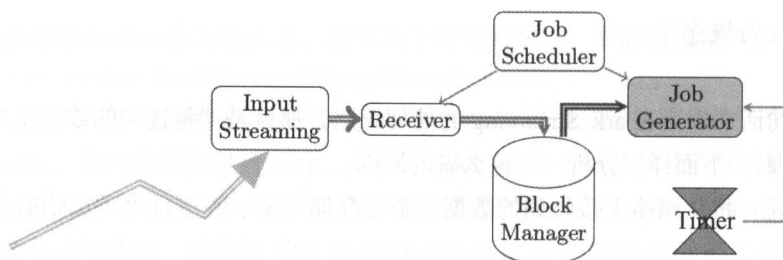 Job
Scheduler
Input
Streaming
Receiver
Job
Generator
Block
Manager
Timer